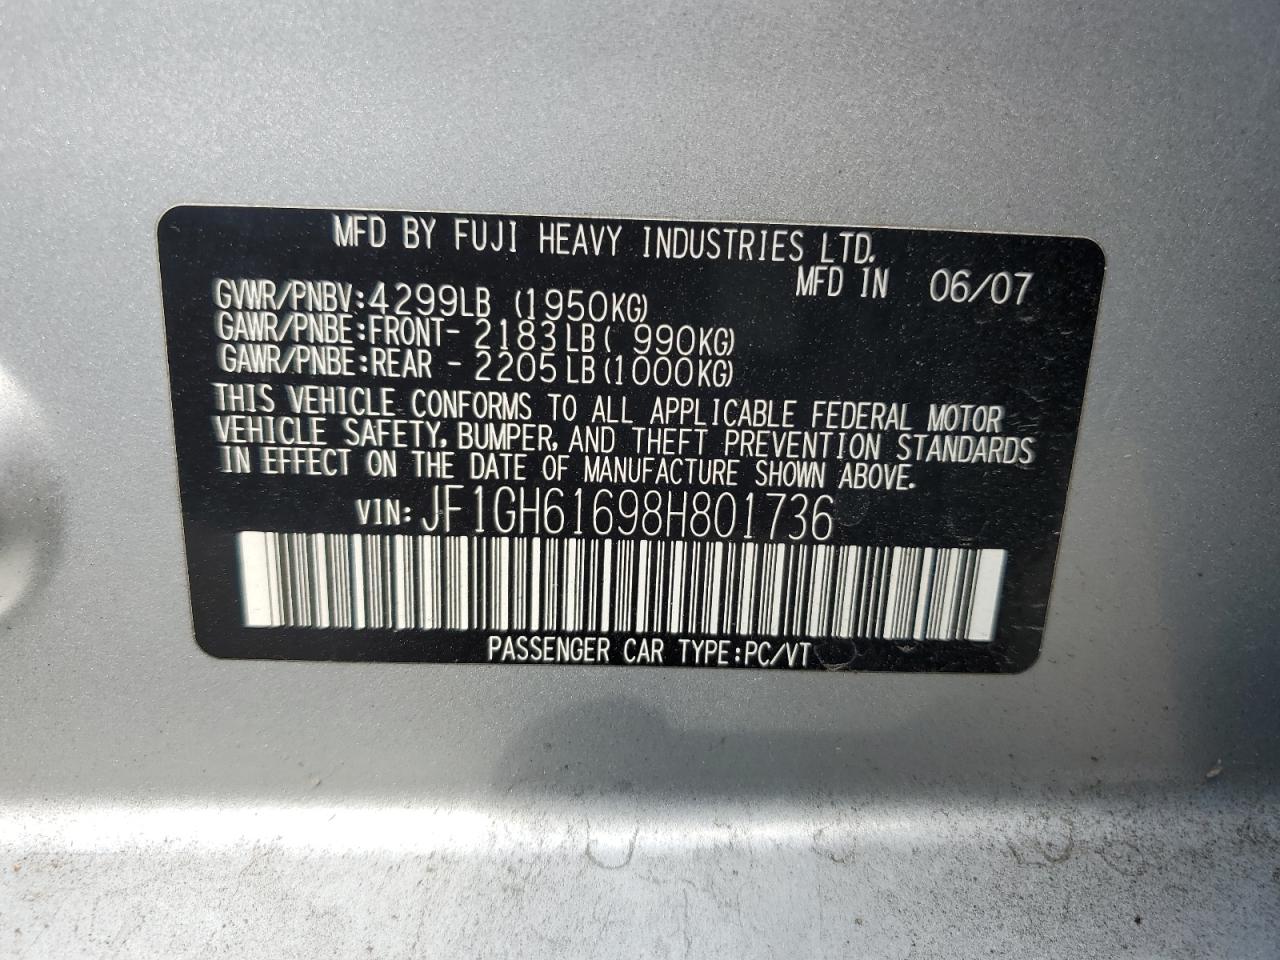 MFD BY FUJI HEAVY INDUSTRIES LTD.
MFD IN 06/07
GVWR/PNBV:4299LB (1950KG)
GAWR/PNBE:FRONT- 2183LB( 990KG)
GAWR/PNBE:REAR - 2205LB(1000KG)
THIS VEHICLE CONFORMS TO ALL APPLICABLE FEDERAL MOTOR
VEHICLE SAFETY, BUMPER, AND THEFT PREVENTION STANDARDS
IN EFFECT ON THE DATE OF MANUFACTURE SHOWN ABOVE.
VIN: JF1GH61698H801736
PASSENGER CAR TYPE:PC/VT